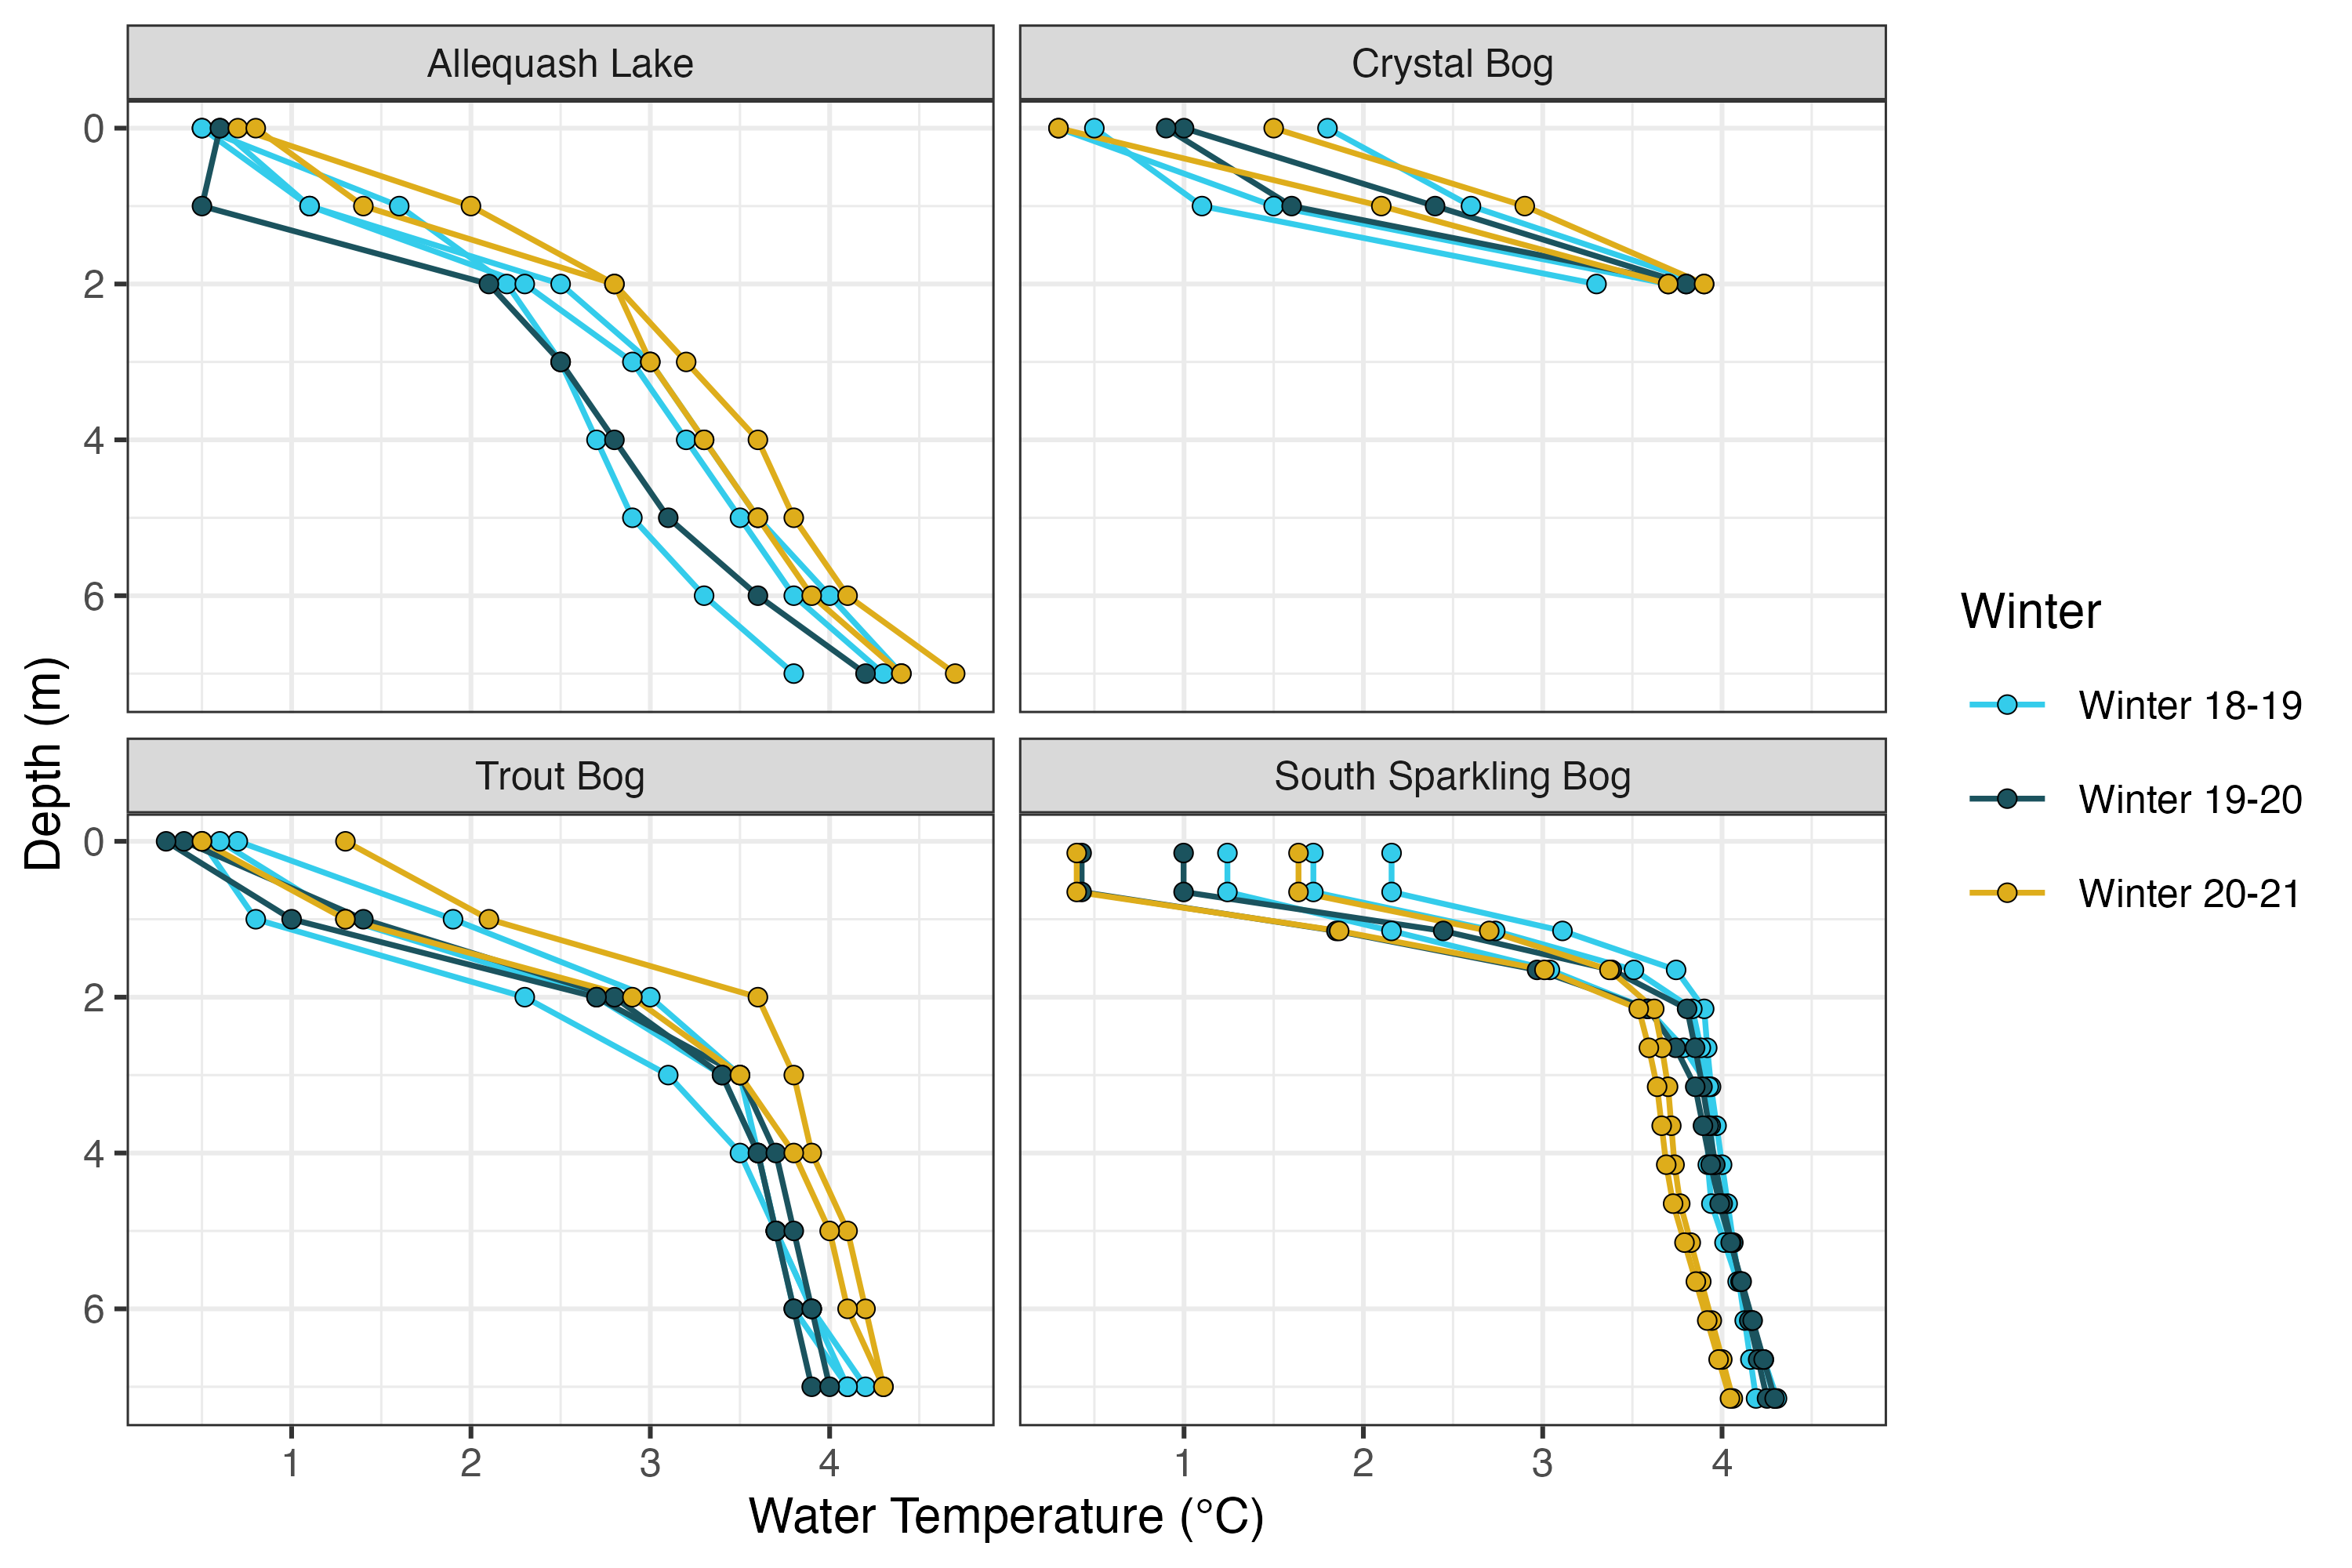 Allequash Lake
Crystal Bog
0
2
4
6
Trout Bog
South Sparkling Bog
0
2
4
6
1 2 3 4
1 2 3 4
Water Temperature (°C)
Depth (m)
Winter
Winter 18-19
Winter 19-20
Winter 20-21